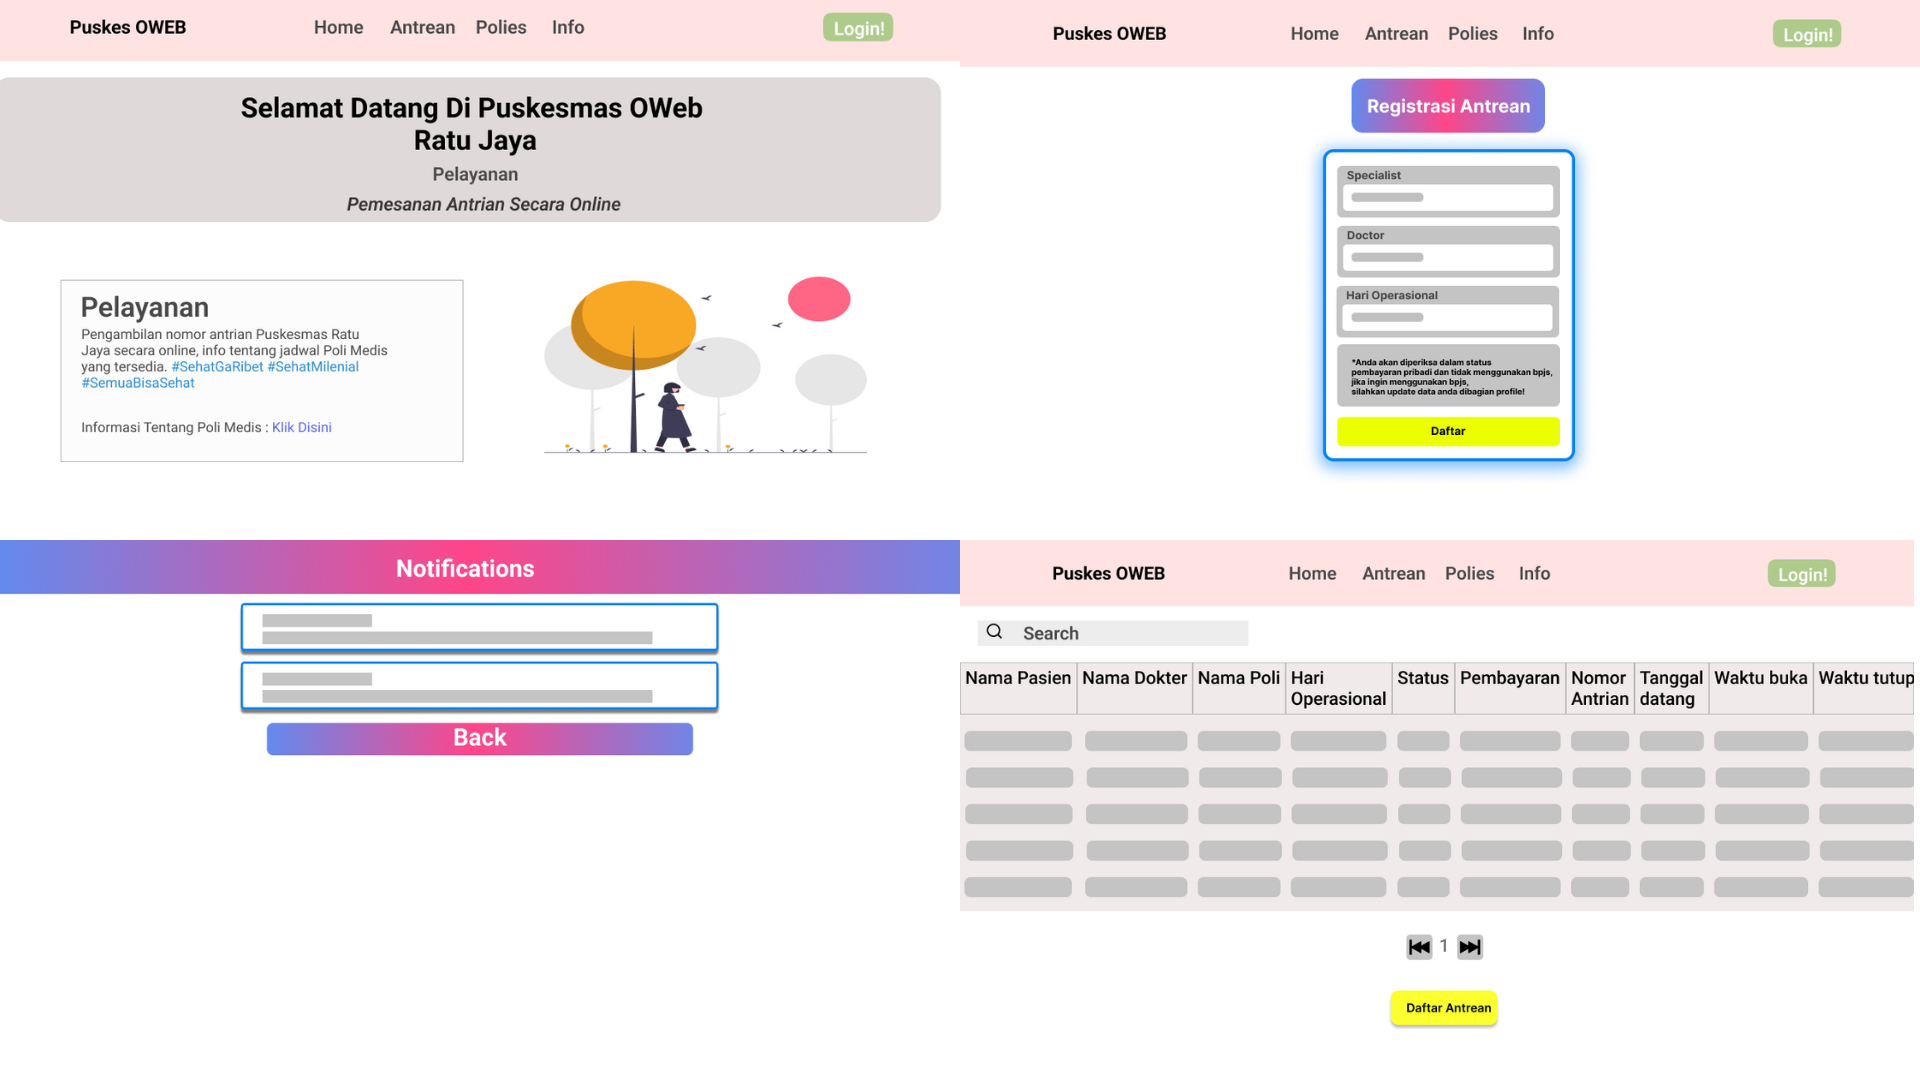 Puskes OWEB Home Antrean Polies Info Login!
Selamat Datang Di Puskesmas OWeb
Ratu Jaya
Pelayanan
Pemesanan Antrian Secara Online
Pelayanan
Pengambilan nomor antrian Puskesmas Ratu
Jaya secara online, info tentang jadwal Poli Medis
yang tersedia. #SehatGaRibet #SehatMilenial
#SemuaBisaSehat
Informasi Tentang Poli Medis : Klik Disini
Puskes OWEB Home Antrean Polies Info Login!
Registrasi Antrean
Specialist
Doctor
Hari Operasional
*Anda akan diperiksa dalam status
pembayaran pribadi dan tidak menggunakan bpjs,
jika ingin menggunakan bpjs,
silahkan update data anda dibagian profile!
Daftar
Notifications
Back
Puskes OWEB Home Antrean Polies Info Login!
Search
Nama Pasien Nama Dokter Nama Poli Hari Status Pembayaran Nomor Tanggal Waktu buka Waktu tutup
Operasional Antrian datang
1
Daftar Antrean